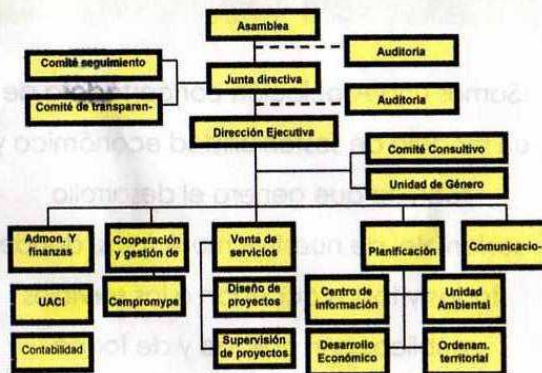 Asamblea
Auditoria
Comité seguimiento
Junta directiva
Comité de transparen-
Auditoria
Dirección Ejecutiva
Comité Consultivo
Unidad de Género
Admon. Y
finanzas
Cooperación
y gestión de
Venta de
servicios
Planificación
Comunicacio-
UACI
Cempromype
Diseño de
proyectos
Centro de
información
Unidad
Ambiental
Contabilidad
Supervisión
de proyectos
Desarrollo
Económico
Ordenam.
territorial